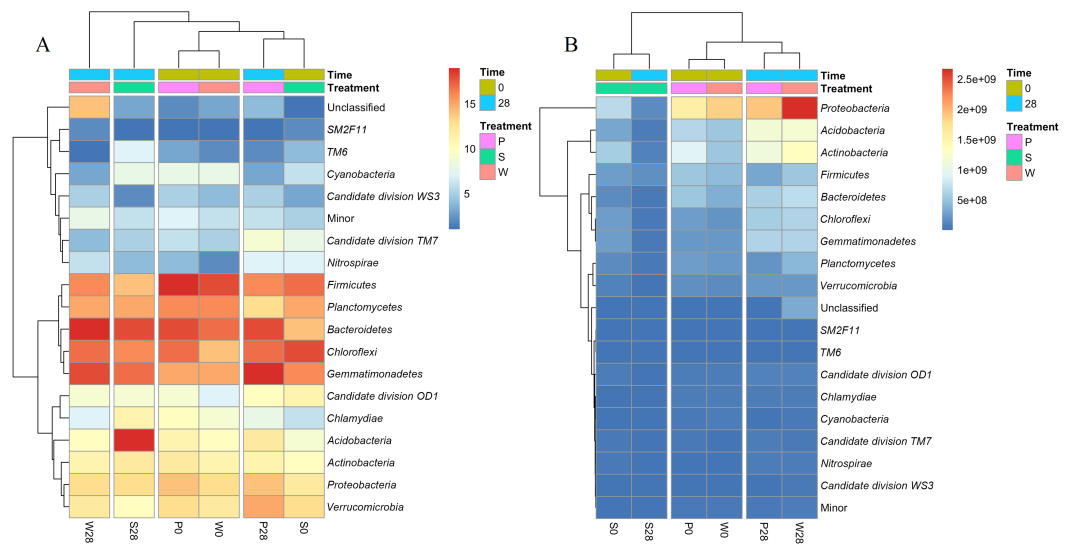 A
Time
Treatment
Unclassified
SM2F11
TM6
Cyanobacteria
Candidate division WS3
Minor
Candidate division TM7
Nitrospirae
Firmicutes
Planctomycetes
Bacteroidetes
Chloroflexi
Gemmatimonadetes
Candidate division OD1
Chlamydiae
Acidobacteria
Actinobacteria
Proteobacteria
Verrucomicrobia
W28
S28
P0
W0
P28
S0
15
10
5
Time
0
28
Treatment
P
S
W
B
Time
Treatment
Proteobacteria
Acidobacteria
Actinobacteria
Firmicutes
Bacteroidetes
Chloroflexi
Gemmatimonadetes
Planctomycetes
Verrucomicrobia
Unclassified
SM2F11
TM6
Candidate division OD1
Chlamydiae
Cyanobacteria
Candidate division TM7
Nitrospirae
Candidate division WS3
Minor
S0
S28
P0
W0
P28
W28
2.5e+09
2e+09
1.5e+09
1e+09
5e+08
Time
0
28
Treatment
P
S
W